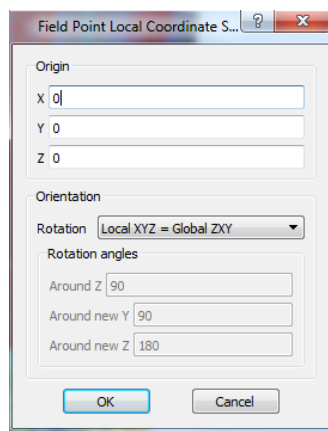 Field Point Local Coordinate S...
Origin
X 0
Y 0
Z 0
Orientation
Rotation Local XYZ = Global ZXY
Rotation angles
Around Z 90
Around new Y 90
Around new Z 180
OK Cancel